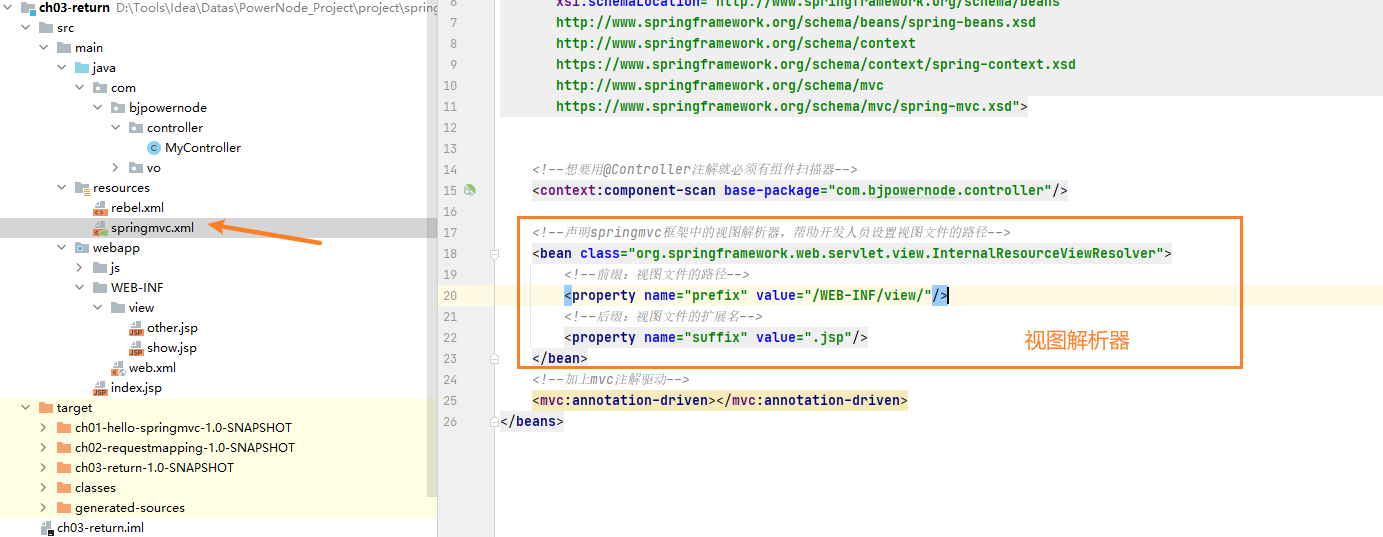 ch03-return D:\Tools\Idea\Datas\PowerNode_Project\project\spring
src
main
java
com
bjpowernode
controller
MyController
vo
resources
rebel.xml
springmvc.xml
webapp
js
WEB-INF
view
other.jsp
show.jsp
web.xml
index.jsp
target
ch01-hello-springmvc-1.0-SNAPSHOT
ch02-requestmapping-1.0-SNAPSHOT
ch03-return-1.0-SNAPSHOT
classes
generated-sources
ch03-return.iml
6 xsi:schemaLocation="http://www.springframework.org/schema/beans
7 http://www.springframework.org/schema/beans/spring-beans.xsd
8 http://www.springframework.org/schema/context
9 https://www.springframework.org/schema/context/spring-context.xsd
10 http://www.springframework.org/schema/mvc
11 https://www.springframework.org/schema/mvc/spring-mvc.xsd">
12
13
14 <!--想要用@Controller注解就必须有组件扫描器-->
15 <context:component-scan base-package="com.bjpowernode.controller"/>
16
17 <!--声明springmvc框架中的视图解析器，帮助开发人员设置视图文件的路径-->
18 <bean class="org.springframework.web.servlet.view.InternalResourceViewResolver">
19 <!--前缀：视图文件的路径-->
20 <property name="prefix" value="/WEB-INF/view/"/>
21 <!--后缀：视图文件的扩展名-->
22 <property name="suffix" value=".jsp"/>
视图解析器
23 </bean>
24 <!--加上mvc注解驱动-->
25 <mvc:annotation-driven></mvc:annotation-driven>
26 </beans>